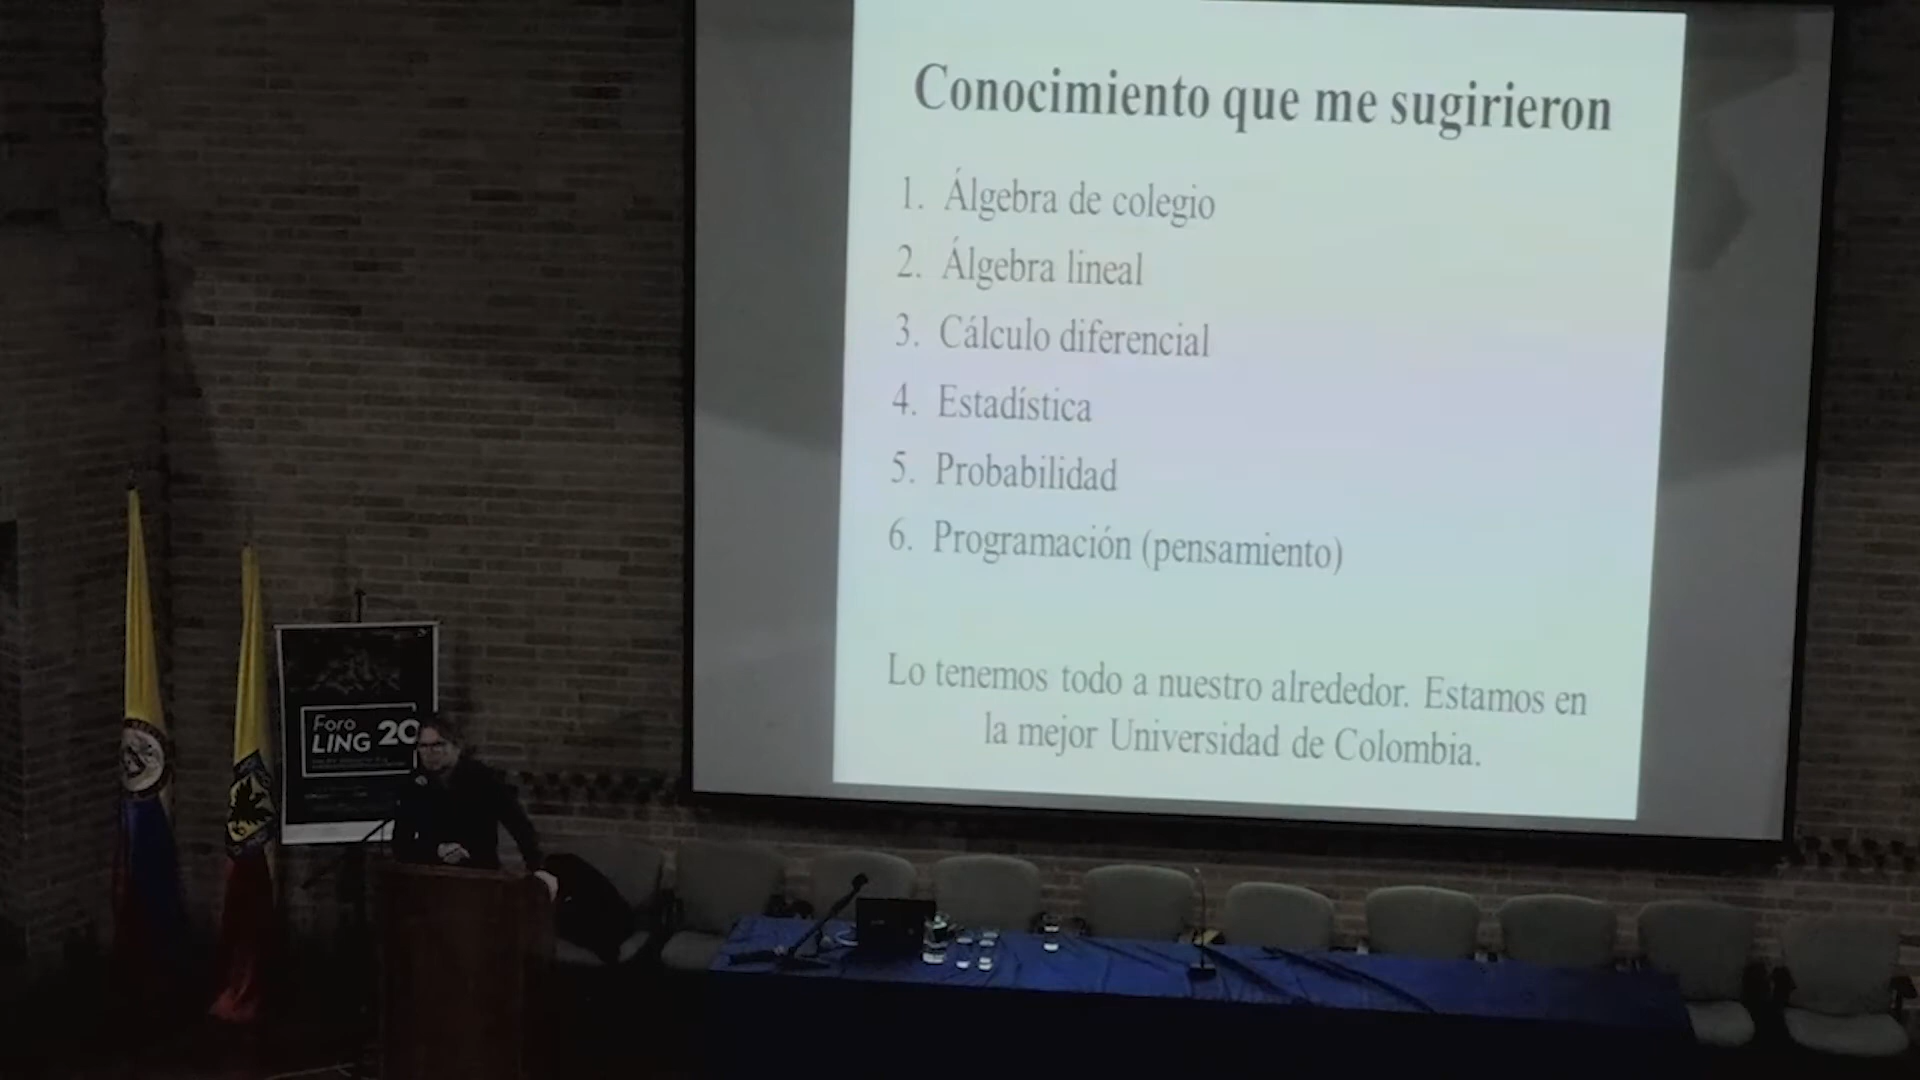 Conocimiento que me sugirieron
1. Álgebra de colegio
2. Álgebra lineal
3. Cálculo diferencial
4. Estadística
5. Probabilidad
6. Programación (pensamiento)
Lo tenemos todo a nuestro alrededor. Estamos en
la mejor Universidad de Colombia.
Foro
LING 20